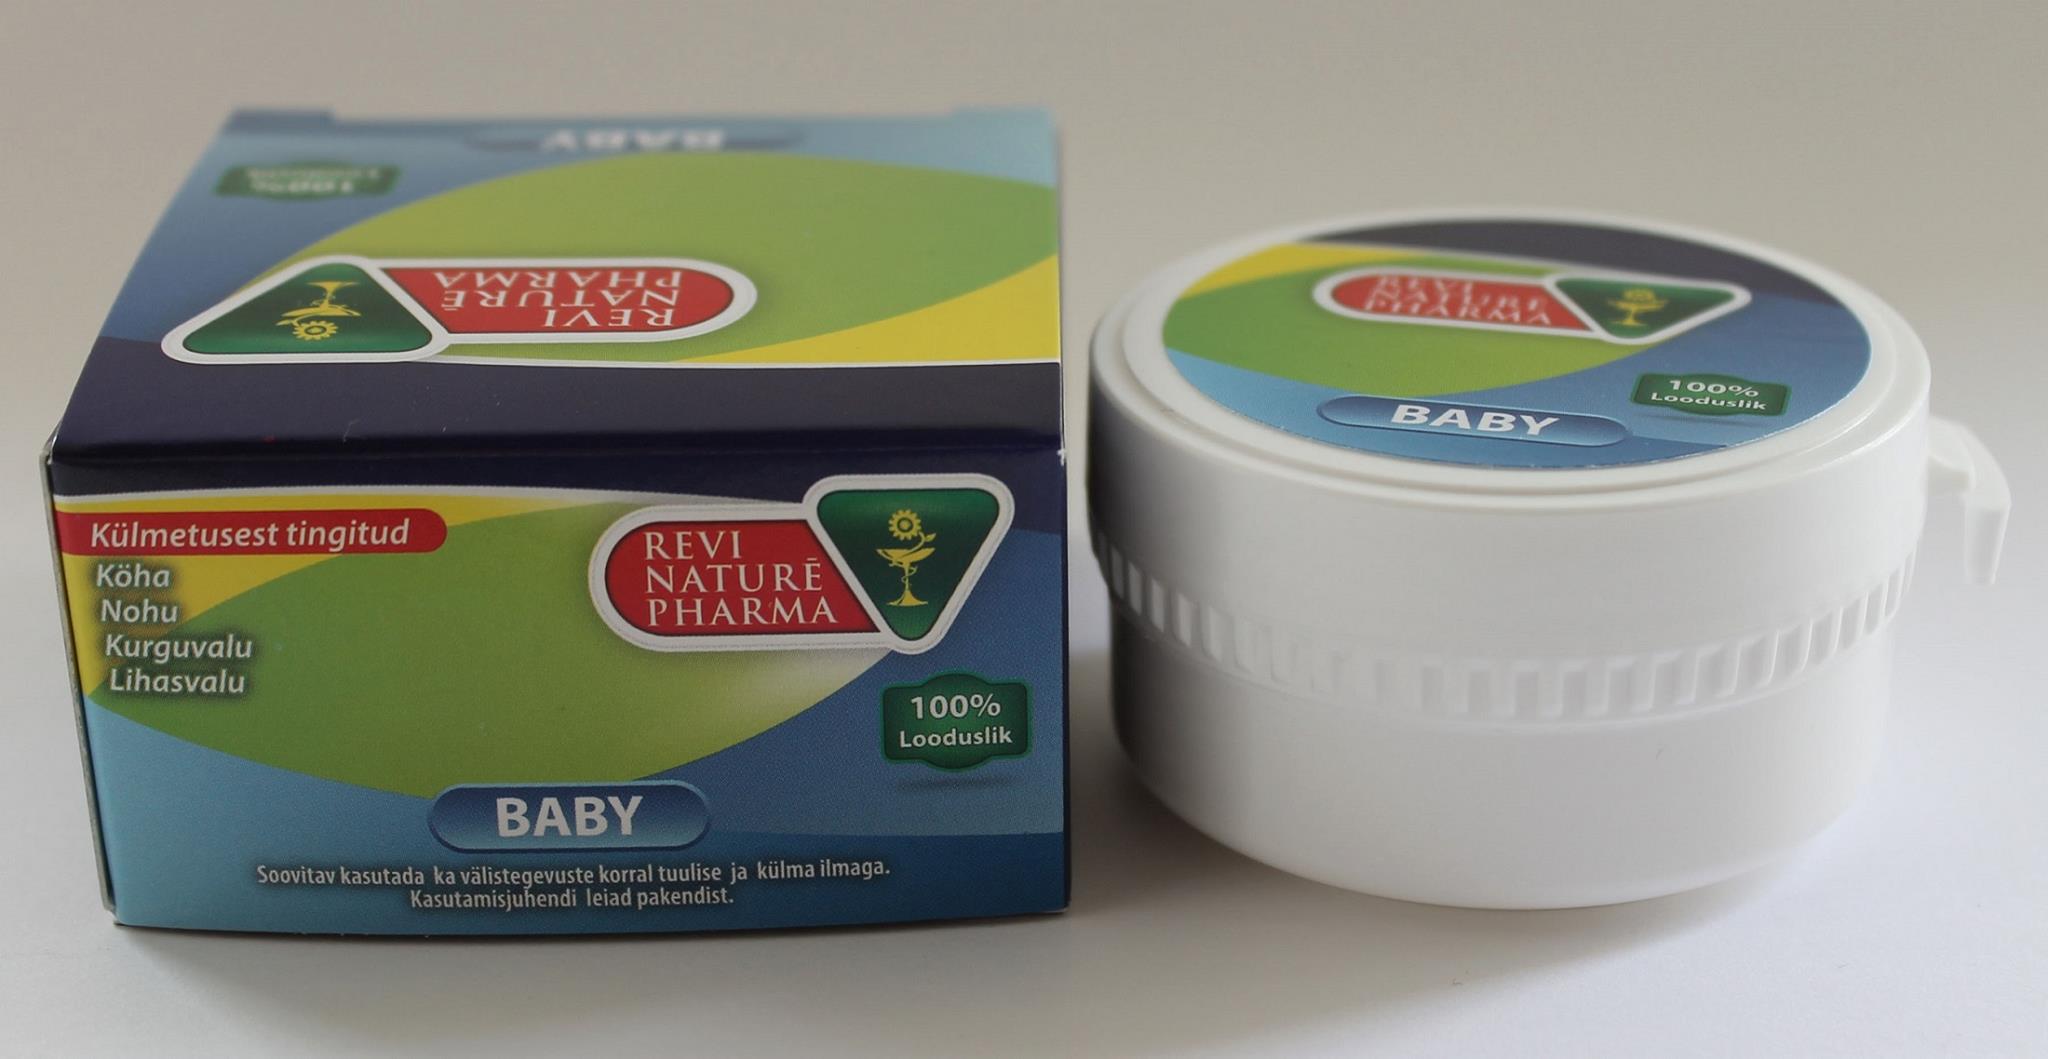 BABY
100%
Looduslik
REVI
NATURĒ
PHARMA
Külmetusest tingitud
Köha
Nohu
Kurguvalu
Lihasvalu
REVI
NATURĒ
PHARMA
100%
Looduslik
BABY
Soovitav kasutada ka välistegevuste korral tuulise ja külma ilmaga.
Kasutamisjuhendi leiad pakendist.
REVI
NATURĒ
PHARMA
100%
Looduslik
BABY